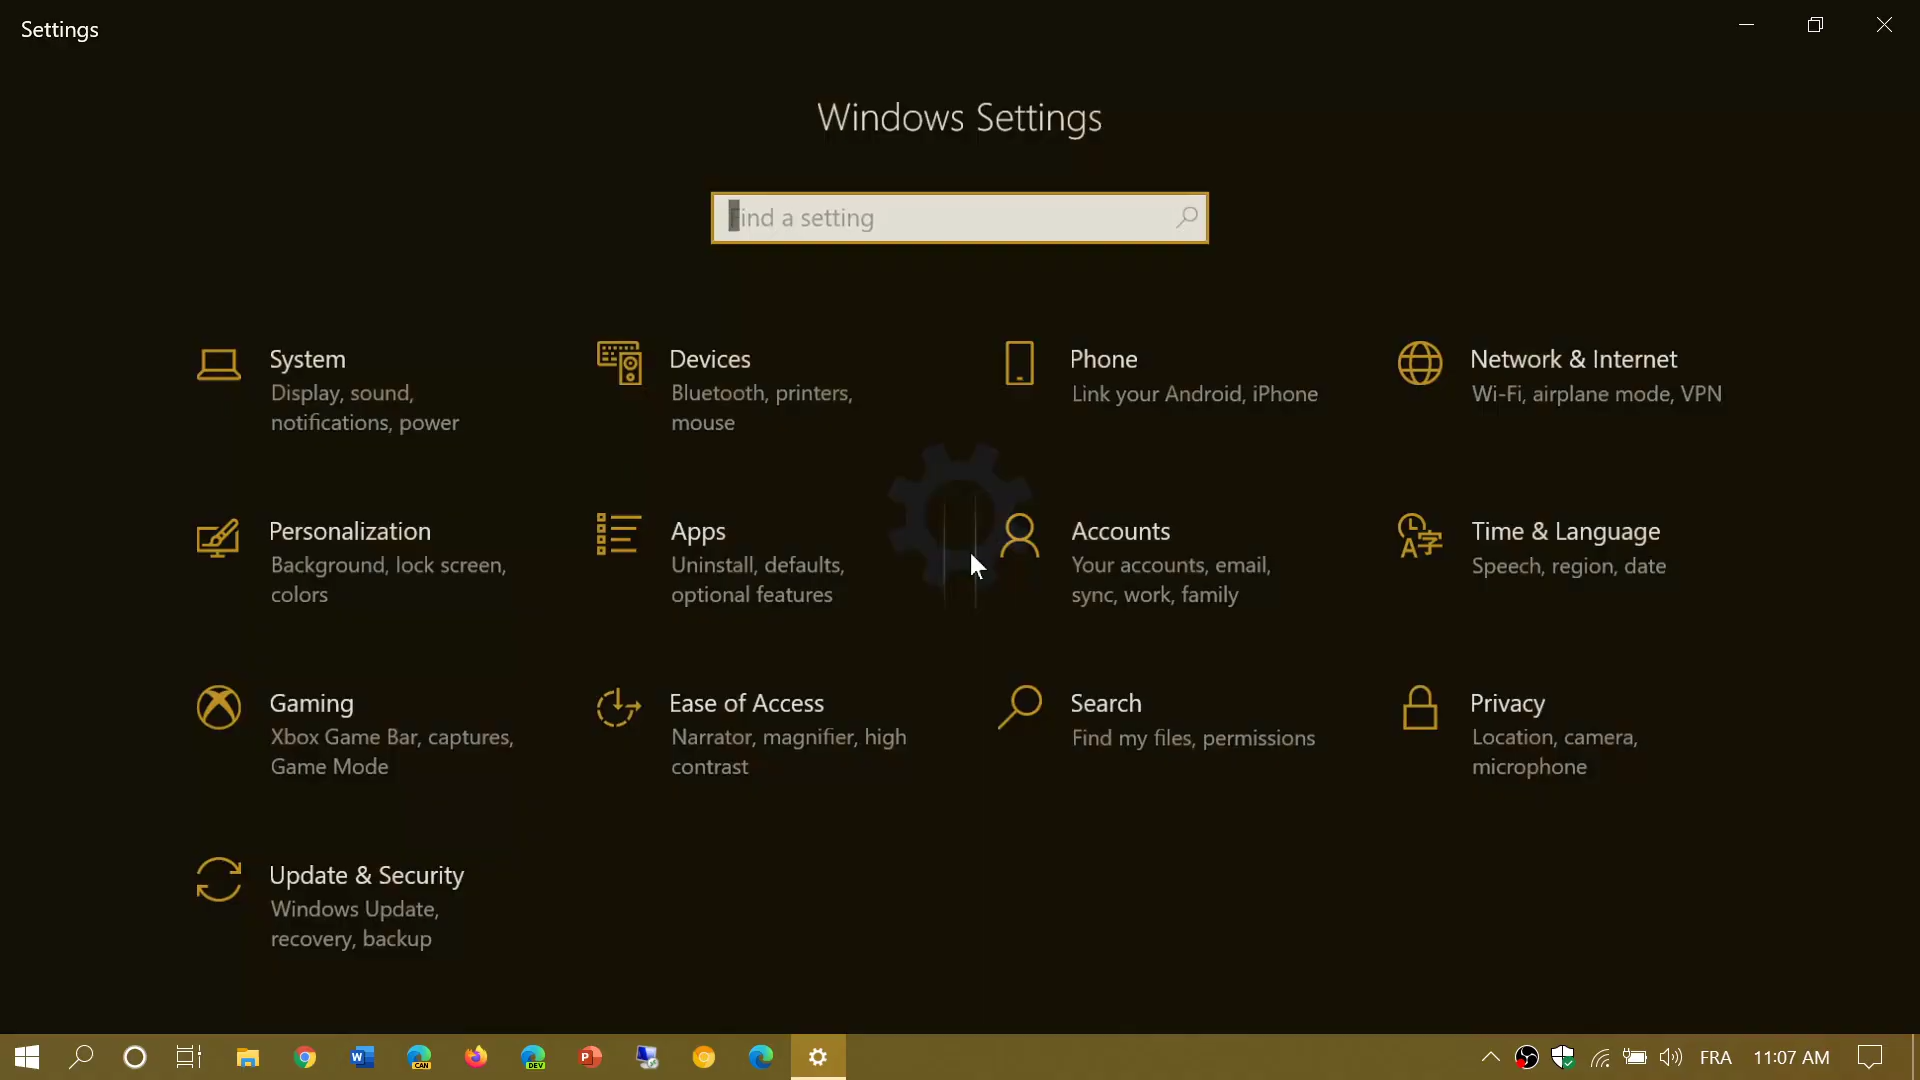 Settings
Windows Settings
Find a setting
System
Display, sound,
notifications, power
Devices
Bluetooth, printers,
mouse
Phone
Link your Android, iPhone
Network & Internet
Wi-Fi, airplane mode, VPN
Personalization
Background, lock screen,
colors
Apps
Uninstall, defaults,
optional features
Accounts
Your accounts, email,
sync, work, family
Time & Language
Speech, region, date
Gaming
Xbox Game Bar, captures,
Game Mode
Ease of Access
Narrator, magnifier, high
contrast
Search
Find my files, permissions
Privacy
Location, camera,
microphone
Update & Security
Windows Update,
recovery, backup
W
CAN
DEV
P
FRA
11:07 AM